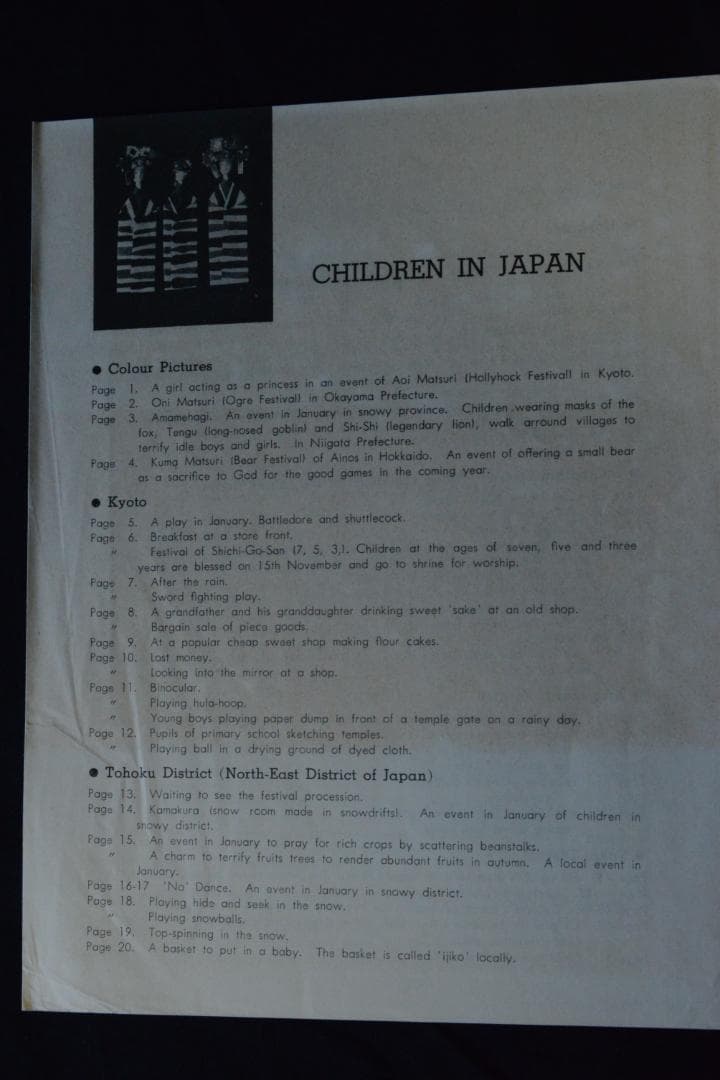 CHILDREN IN JAPAN
● Colour Pictures
Page 1. A girl acting as a princess in an event of Aoi Matsuri (Hollyhock Festival) in Kyoto.
Page 2. Oni Matsuri (Ogre Festival) in Okayama Prefecture.
Page 3. Amamehagi. An event in January in snowy province. Children wearing masks of the
fox, Tengu (long-nosed goblin) and Shi-Shi (legendary lion), walk arround villages to
terrify idle boys and girls. In Niigata Prefecture.
Page 4. Kuma Matsuri (Bear Festival) of Ainos in Hokkaido. An event of offering a small bear
as a sacrifice to God for the good games in the coming year.
● Kyoto
Page 5. A play in January. Battledore and shuttlecock.
Page 6. Breakfast at a store front.
〃 Festival of Shichi-Go-San (7, 5, 3,). Children at the ages of seven, five and three
years are blessed on 15th November and go to shrine for worship.
Page 7. After the rain.
〃 Sword fighting play.
Page 8. A grandfather and his granddaughter drinking sweet 'sake' at an old shop.
〃 Bargain sale of piece goods.
Page 9. At a popular cheap sweet shop making flour cakes.
Page 10. Lost money.
〃 Looking into the mirror at a shop.
Page 11. Binocular.
〃 Playing hula-hoop.
〃 Young boys playing paper dump in front of a temple gate on a rainy day.
Page 12. Pupils of primary school sketching temples.
〃 Playing ball in a drying ground of dyed cloth.
● Tohoku District (North-East District of Japan)
Page 13. Waiting to see the festival procession.
Page 14. Kamakura (snow room made in snowdrifts). An event in January of children in
snowy district.
Page 15. An event in January to pray for rich crops by scattering beanstalks.
〃 A charm to terrify fruits trees to render abundant fruits in autumn. A local event in
January.
Page 16-17 'No' Dance. An event in January in snowy district.
Page 18. Playing hide and seek in the snow.
〃 Playing snowballs.
Page 19. Top-spinning in the snow.
Page 20. A basket to put in a baby. The basket is called 'ijiko' locally.